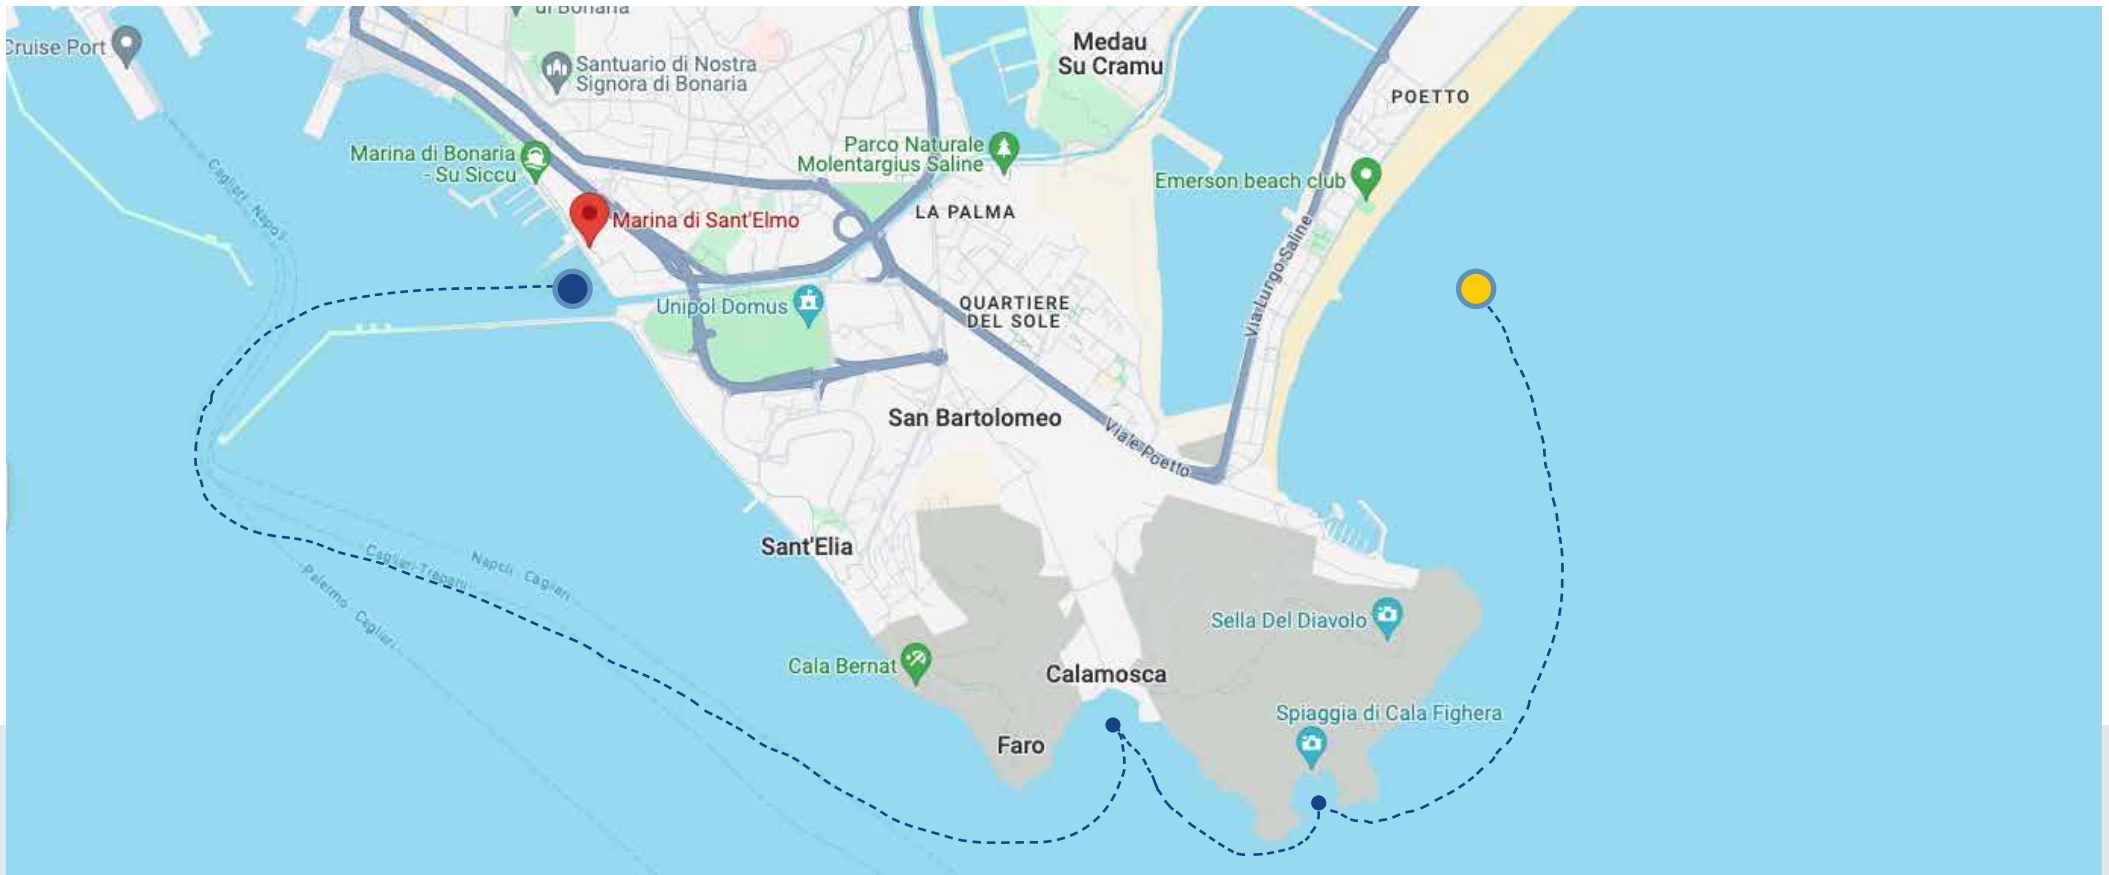 di Bonaria
Cruise Port
Medau
Su Cramu
Santuario di Nostra
Signora di Bonaria
POETTO
Marina di Bonaria
- Su Siccu
Parco Naturale
Molentargius Saline
Emerson beach club
Cagliari - Napoli
Marina di Sant'Elmo
LA PALMA
Via Lungo Saline
Unipol Domus
QUARTIERE
DEL SOLE
San Bartolomeo
Viale Poetto
Sant'Elia
Cagliari-Trapani
Napoli - Cagliari
Palermo - Cagliari
Sella Del Diavolo
Cala Bernat
Calamosca
Spiaggia di Cala Fighera
Faro